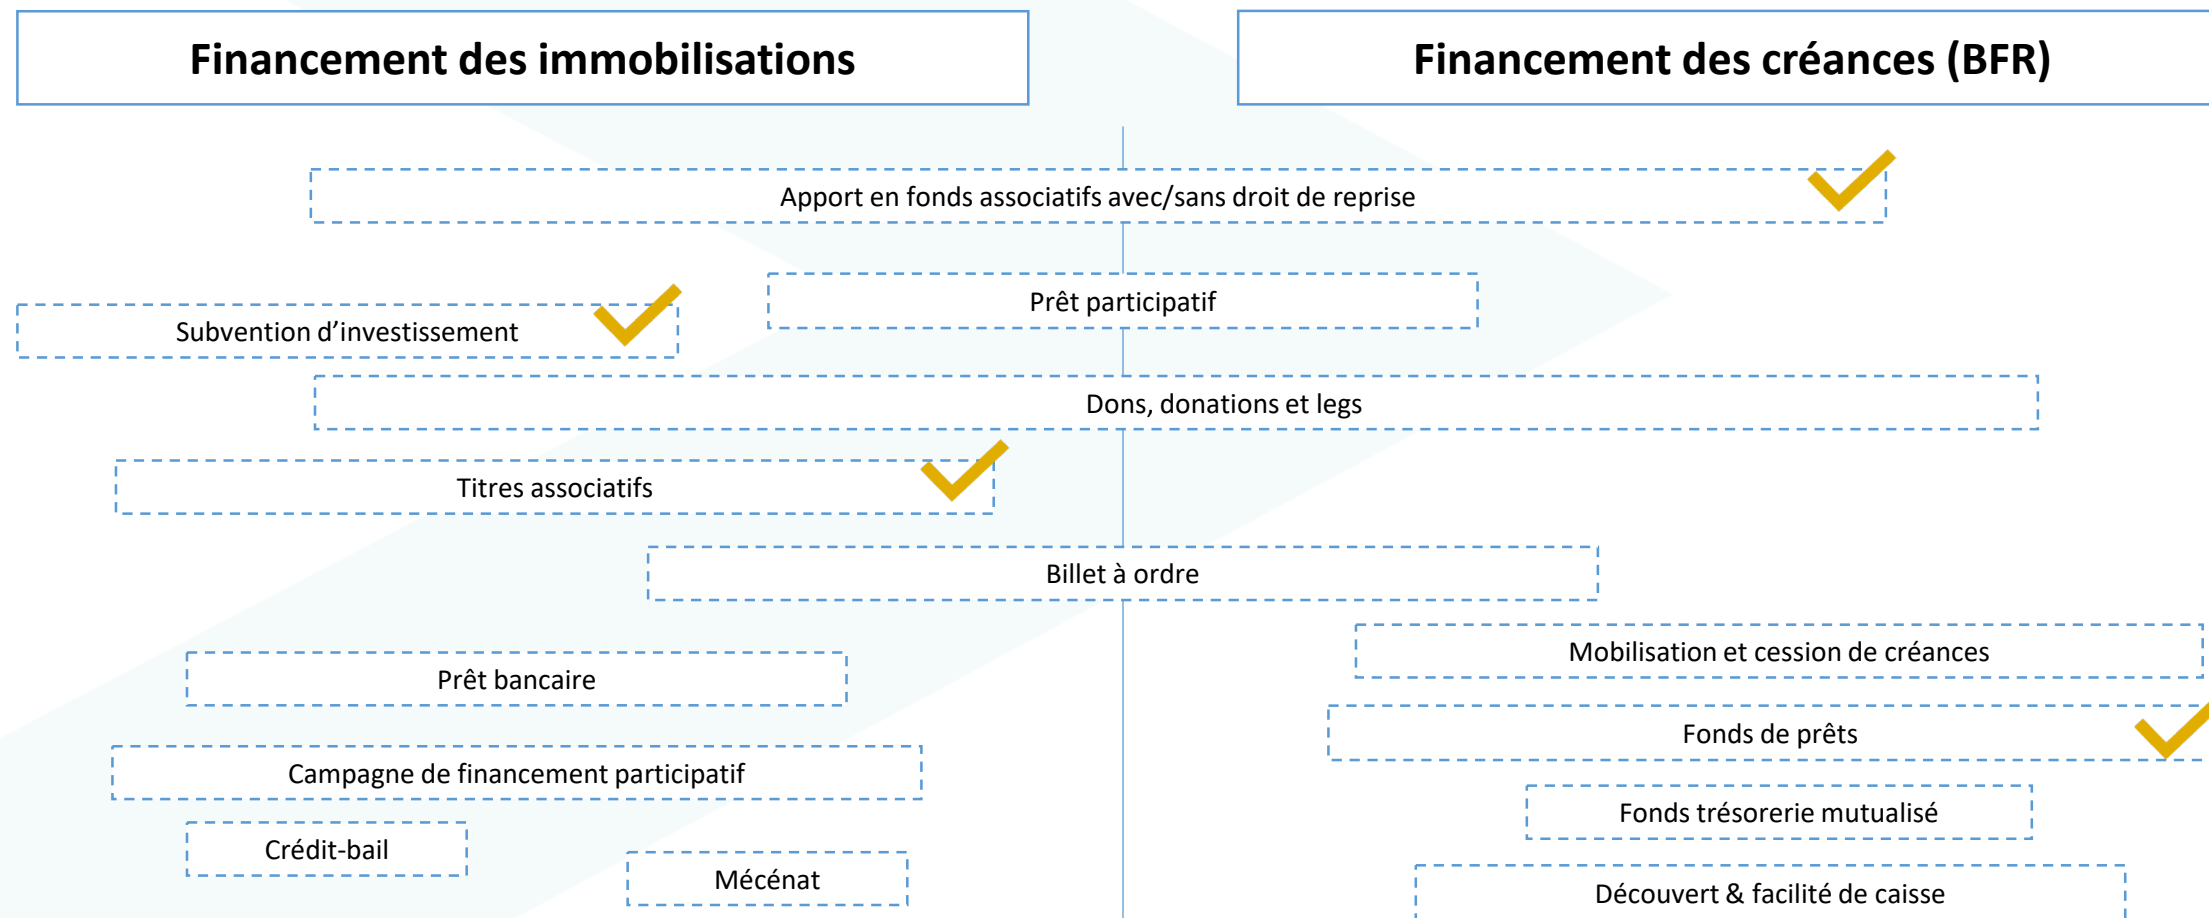 Financement des immobilisations
Financement des créances (BFR)
Apport en fonds associatifs avec/sans droit de reprise
Prêt participatif
Subvention d’investissement
Dons, donations et legs
Titres associatifs
Billet à ordre
Mobilisation et cession de créances
Prêt bancaire
Fonds de prêts
Campagne de financement participatif
Fonds trésorerie mutualisé
Crédit-bail
Mécénat
Découvert & facilité de caisse